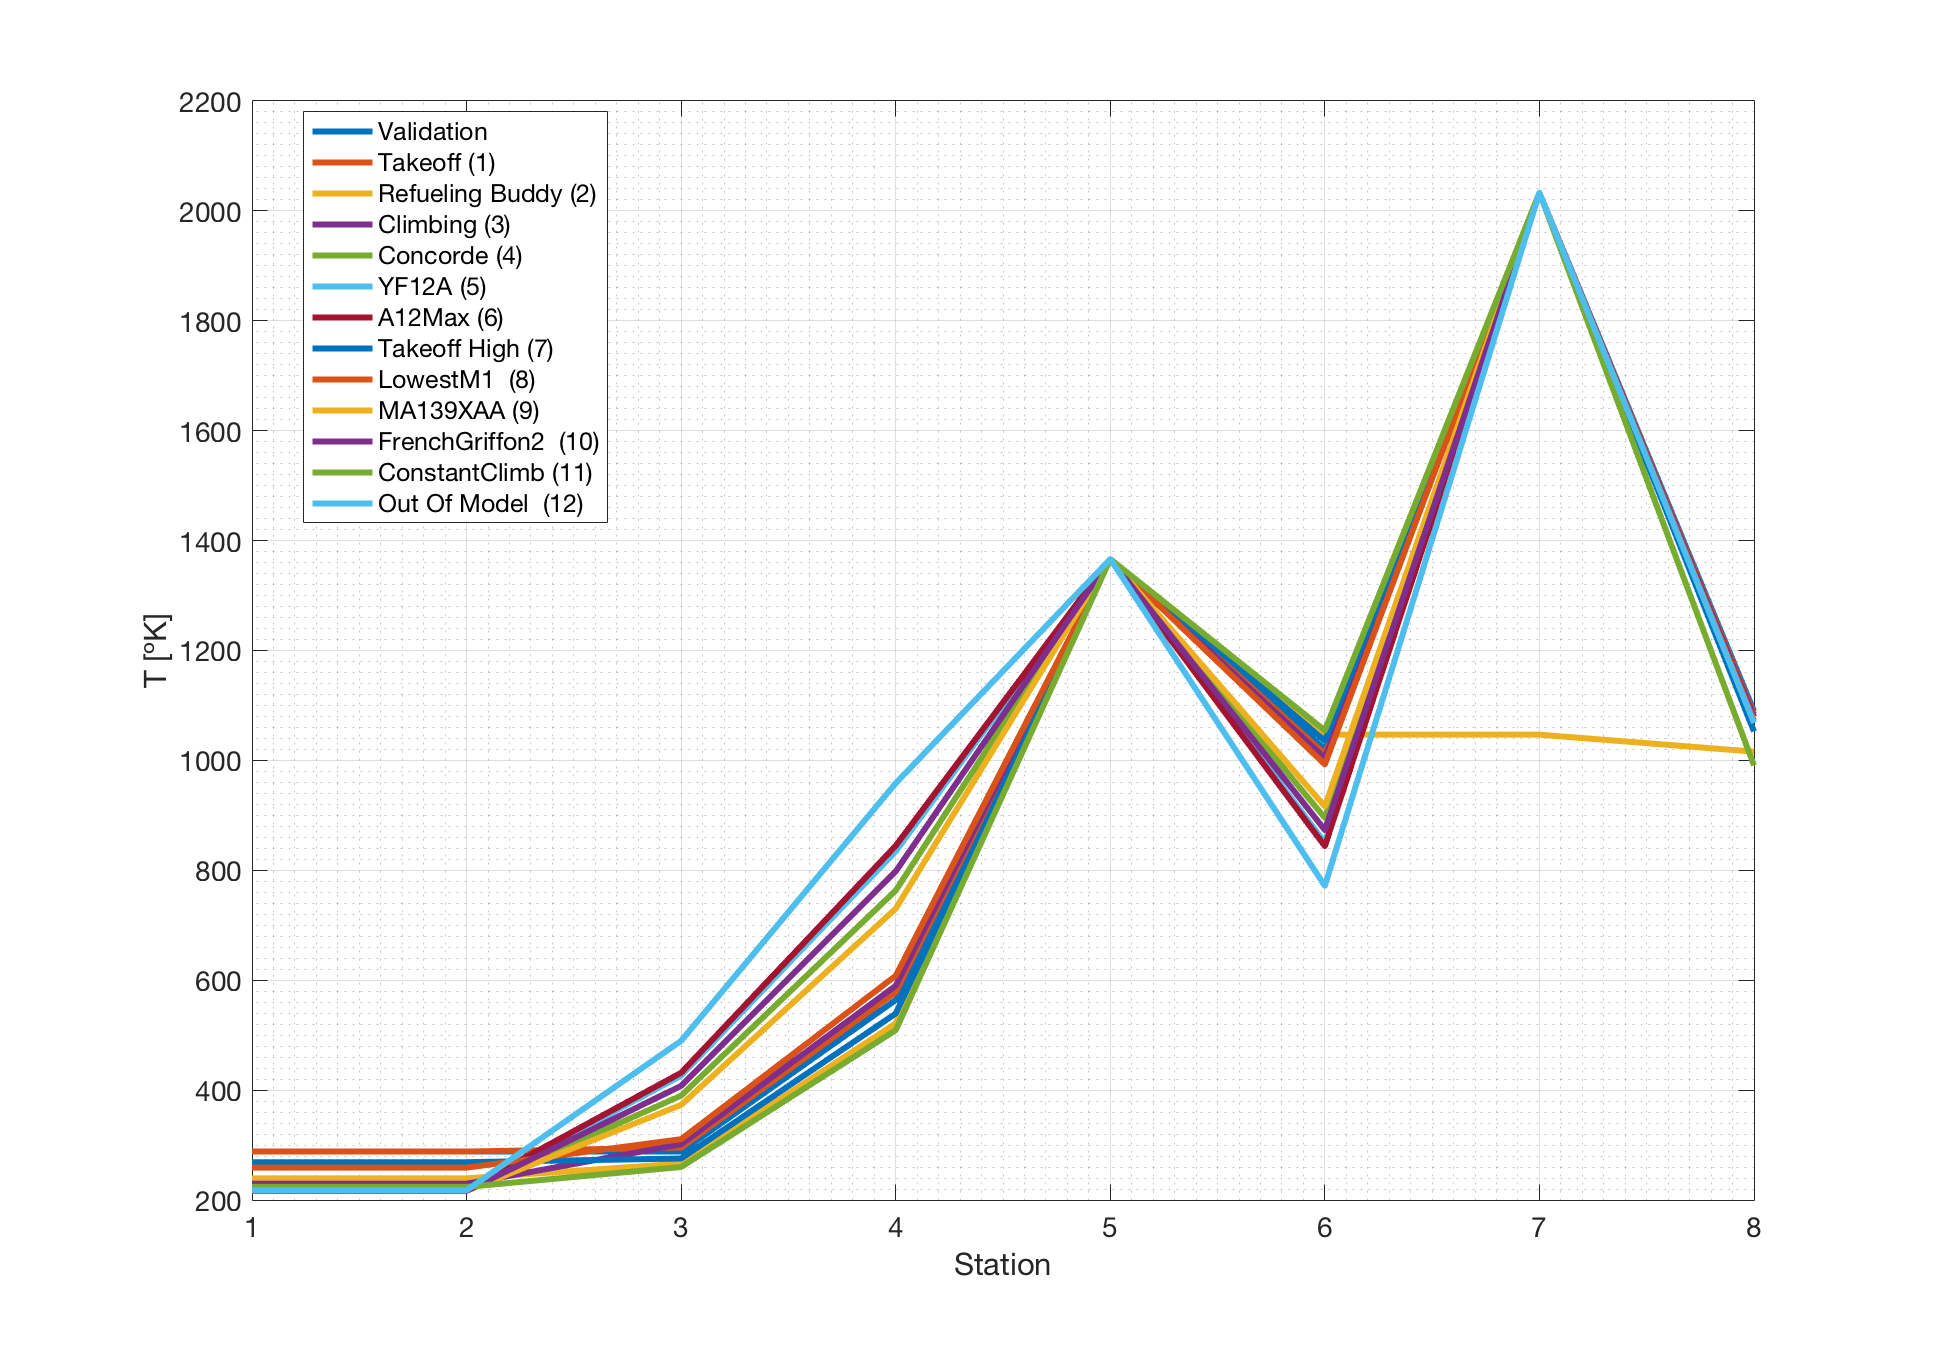 2200
2000
1800
1600
1400
1200
1000
800
600
400
200
T [ºK]
Validation
Takeoff (1)
Refueling Buddy (2)
Climbing (3)
Concorde (4)
YF12A (5)
A12Max (6)
Takeoff High (7)
LowestM1 (8)
MA139XAA (9)
FrenchGriffon2 (10)
ConstantClimb (11)
Out Of Model (12)
1 2 3 4 5 6 7 8
Station